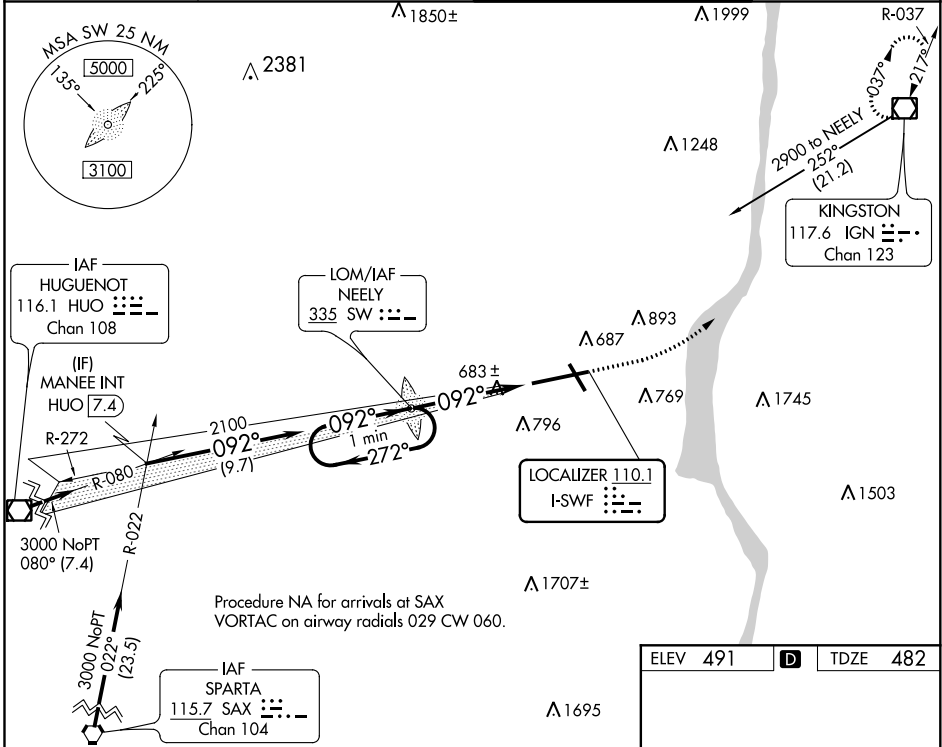 1850±
1999
R-037
MSA SW 25 NM
5000
135°
225°
3100
2381
037°
217°
1248
2900 to NEELY
252°
(21.2)
KINGSTON
117.6 IGN
Chan 123
IAF
HUGUENOT
116.1 HUO
Chan 108
LOM/IAF
NEELY
335 SW
893
687
(IF)
MANEE INT
HUO 7.4
683±
769
1745
796
R-272
2100
092°
092°
092°
1 min
272°
(9.7)
R-080
LOCALIZER 110.1
I-SWF
1503
3000 NoPT
080° (7.4)
R-022
1707±
Procedure NA for arrivals at SAX
VORTAC on airway radials 029 CW 060.
3000 NoPT
022°
(23.5)
IAF
SPARTA
115.7 SAX
Chan 104
1695
ELEV 491 D TDZE 482